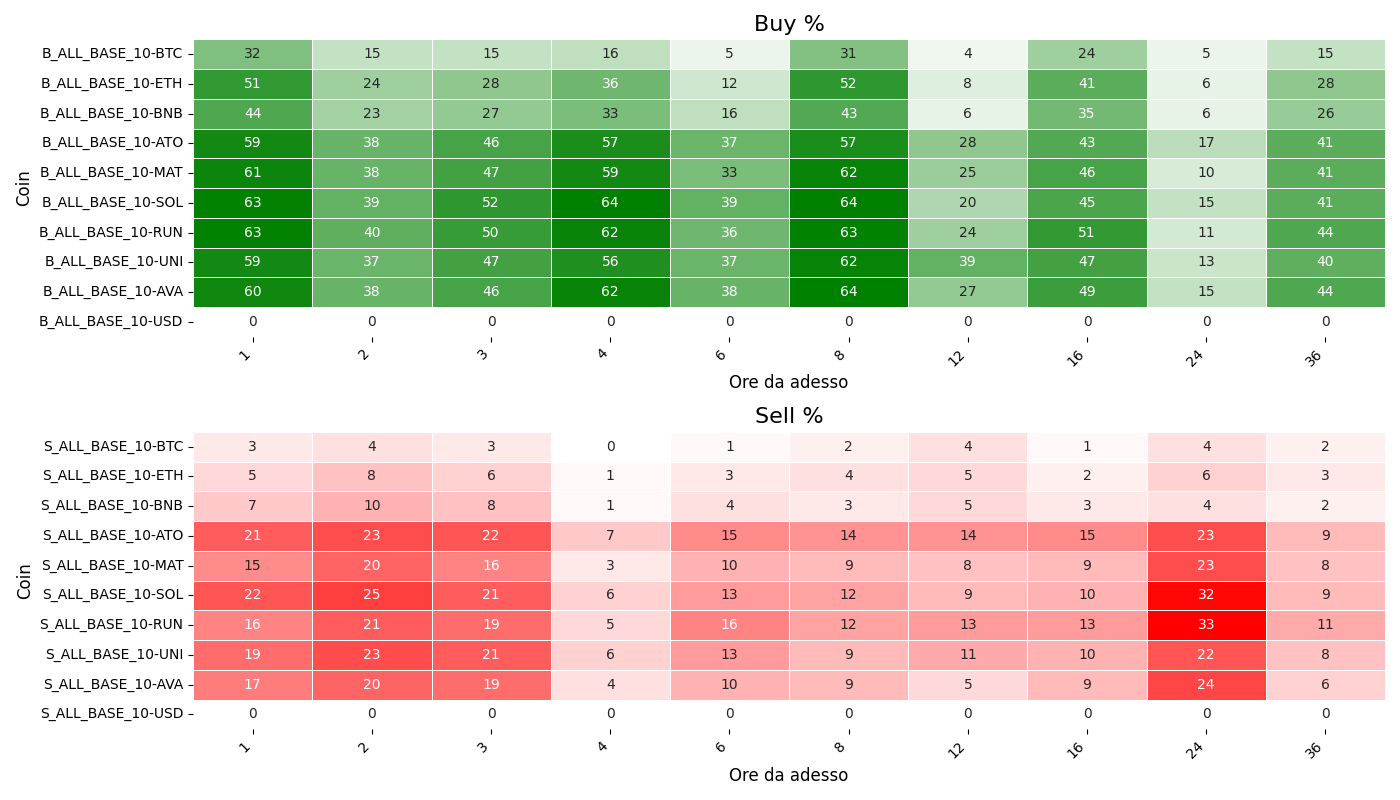 Buy %
Coin
B_ALL_BASE_10-BTC 32 15 15 16 5 31 4 24 5 15
B_ALL_BASE_10-ETH 51 24 28 36 12 52 8 41 6 28
B_ALL_BASE_10-BNB 44 23 27 33 16 43 6 35 6 26
B_ALL_BASE_10-ATO 59 38 46 57 37 57 28 43 17 41
B_ALL_BASE_10-MAT 61 38 47 59 33 62 25 46 10 41
B_ALL_BASE_10-SOL 63 39 52 64 39 64 20 45 15 41
B_ALL_BASE_10-RUN 63 40 50 62 36 63 24 51 11 44
B_ALL_BASE_10-UNI 59 37 47 56 37 62 39 47 13 40
B_ALL_BASE_10-AVA 60 38 46 62 38 64 27 49 15 44
B_ALL_BASE_10-USD 0 0 0 0 0 0 0 0 0 0
1 2 3 4 6 8 12 16 24 36
Ore da adesso
Sell %
Coin
S_ALL_BASE_10-BTC 3 4 3 0 1 2 4 1 4 2
S_ALL_BASE_10-ETH 5 8 6 1 3 4 5 2 6 3
S_ALL_BASE_10-BNB 7 10 8 1 4 3 5 3 4 2
S_ALL_BASE_10-ATO 21 23 22 7 15 14 14 15 23 9
S_ALL_BASE_10-MAT 15 20 16 3 10 9 8 9 23 8
S_ALL_BASE_10-SOL 22 25 21 6 13 12 9 10 32 9
S_ALL_BASE_10-RUN 16 21 19 5 16 12 13 13 33 11
S_ALL_BASE_10-UNI 19 23 21 6 13 9 11 10 22 8
S_ALL_BASE_10-AVA 17 20 19 4 10 9 5 9 24 6
S_ALL_BASE_10-USD 0 0 0 0 0 0 0 0 0 0
1 2 3 4 6 8 12 16 24 36
Ore da adesso